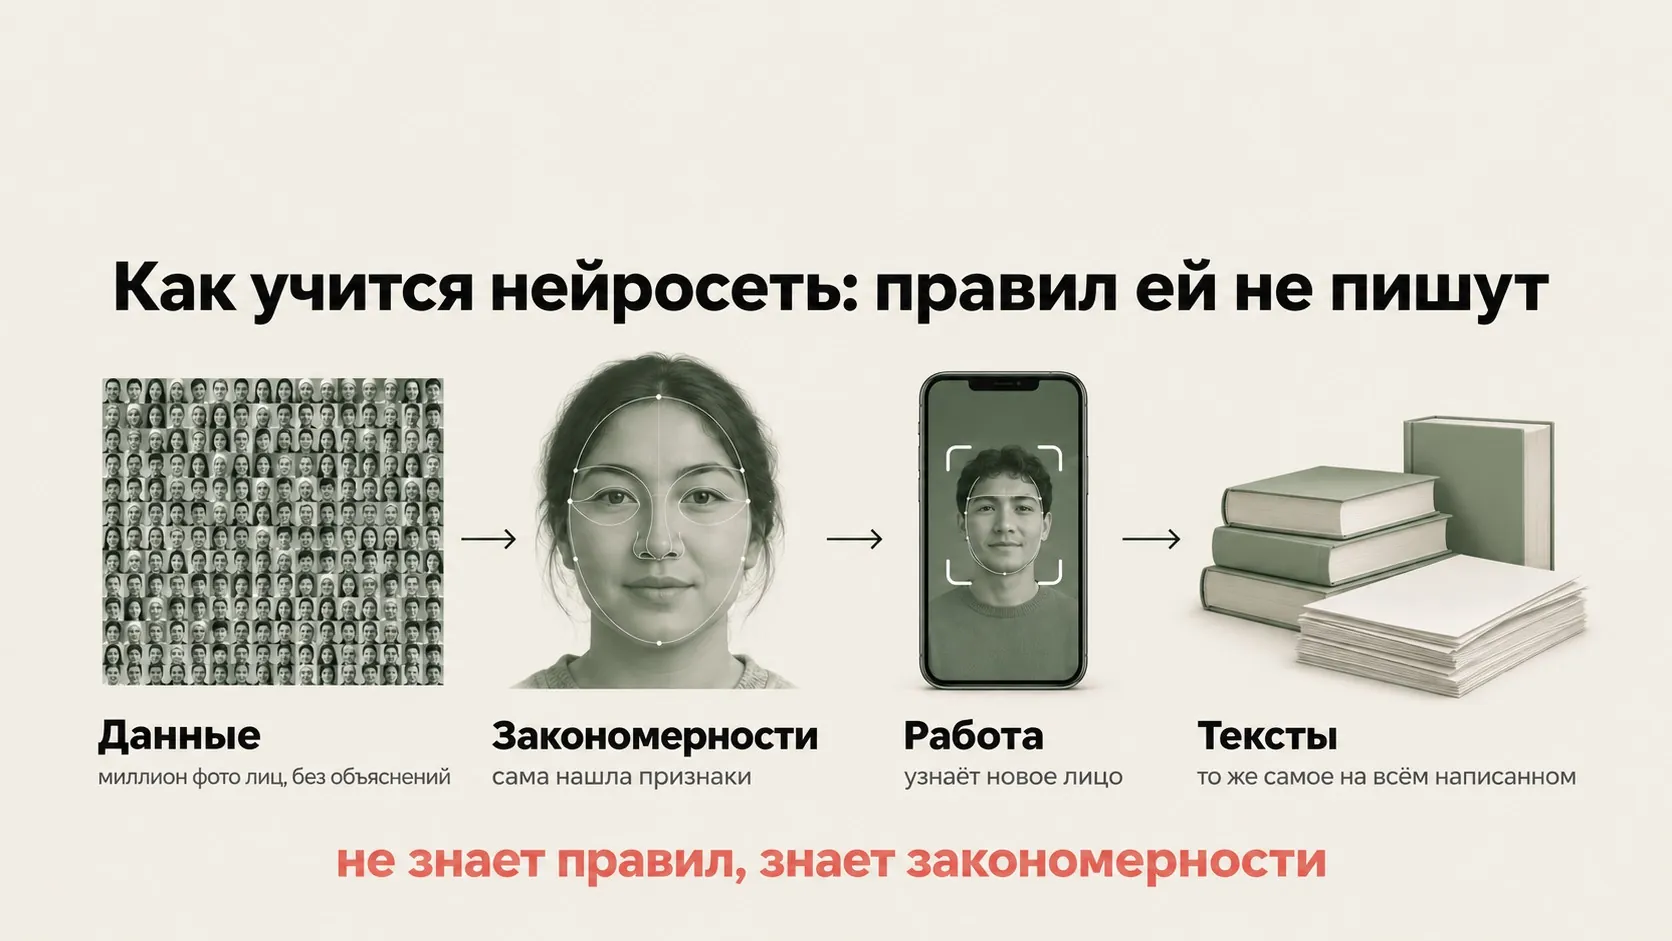 Как учится нейросеть: правил ей не пишут
Данные
миллион фото лиц, без объяснений
Закономерности
сама нашла признаки
Работа
узнаёт новое лицо
Тексты
то же самое на всём написанном
не знает правил, знает закономерности